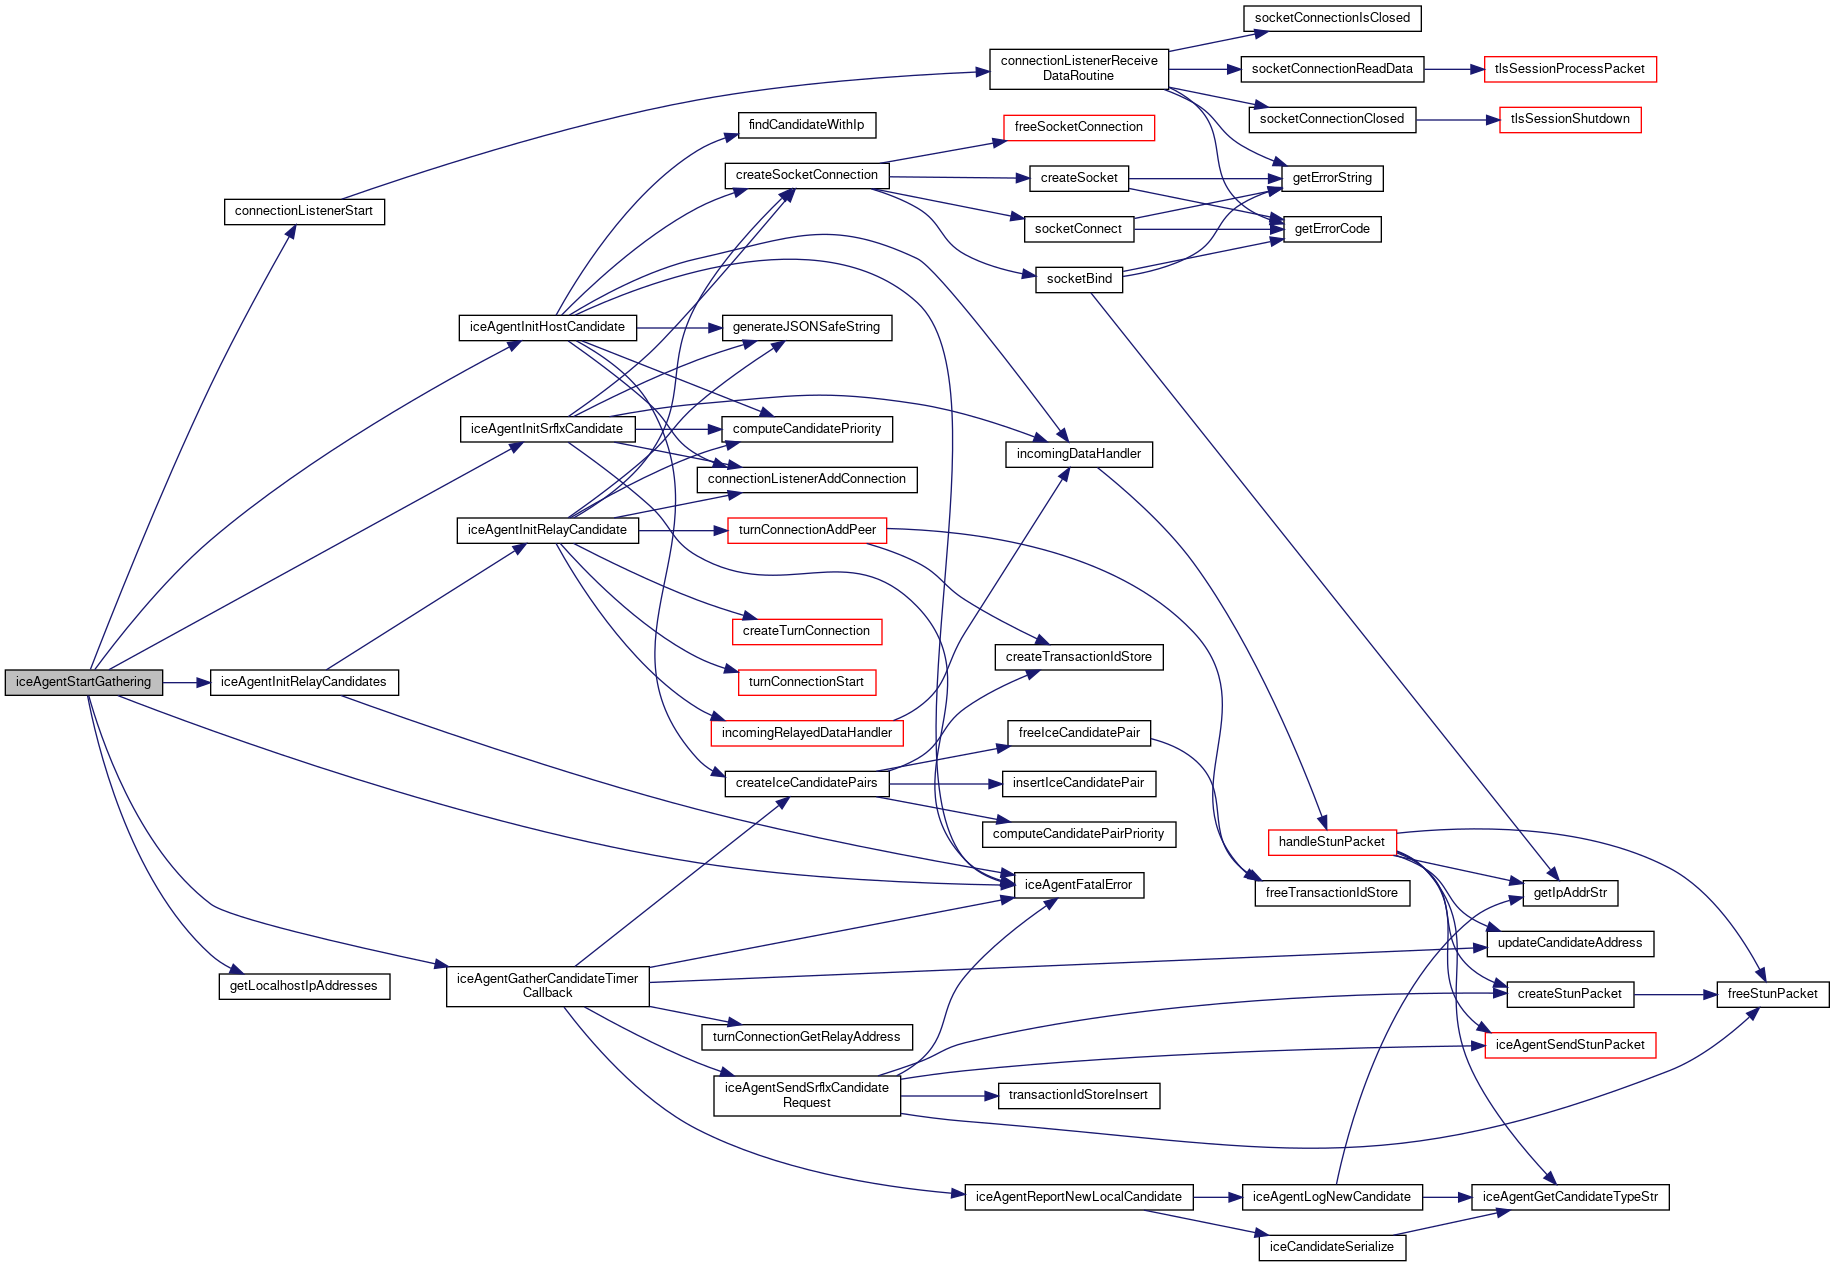 socketConnectionIsClosed
connectionListenerReceive
DataRoutine
socketConnectionReadData
tlsSessionProcessPacket
findCandidateWithIp
freeSocketConnection
socketConnectionClosed
tlsSessionShutdown
createSocketConnection
createSocket
getErrorString
connectionListenerStart
socketConnect
getErrorCode
socketBind
iceAgentInitHostCandidate
generateJSONSafeString
iceAgentInitSrflxCandidate
computeCandidatePriority
incomingDataHandler
connectionListenerAddConnection
iceAgentInitRelayCandidate
turnConnectionAddPeer
createTurnConnection
createTransactionIdStore
iceAgentStartGathering
iceAgentInitRelayCandidates
turnConnectionStart
incomingRelayedDataHandler
freeIceCandidatePair
createIceCandidatePairs
insertIceCandidatePair
computeCandidatePairPriority
handleStunPacket
iceAgentFatalError
freeTransactionIdStore
getIpAddrStr
updateCandidateAddress
getLocalhostIpAddresses
iceAgentGatherCandidateTimer
Callback
createStunPacket
freeStunPacket
turnConnectionGetRelayAddress
iceAgentSendStunPacket
iceAgentSendSrflxCandidate
Request
transactionIdStoreInsert
iceAgentReportNewLocalCandidate
iceAgentLogNewCandidate
iceAgentGetCandidateTypeStr
iceCandidateSerialize